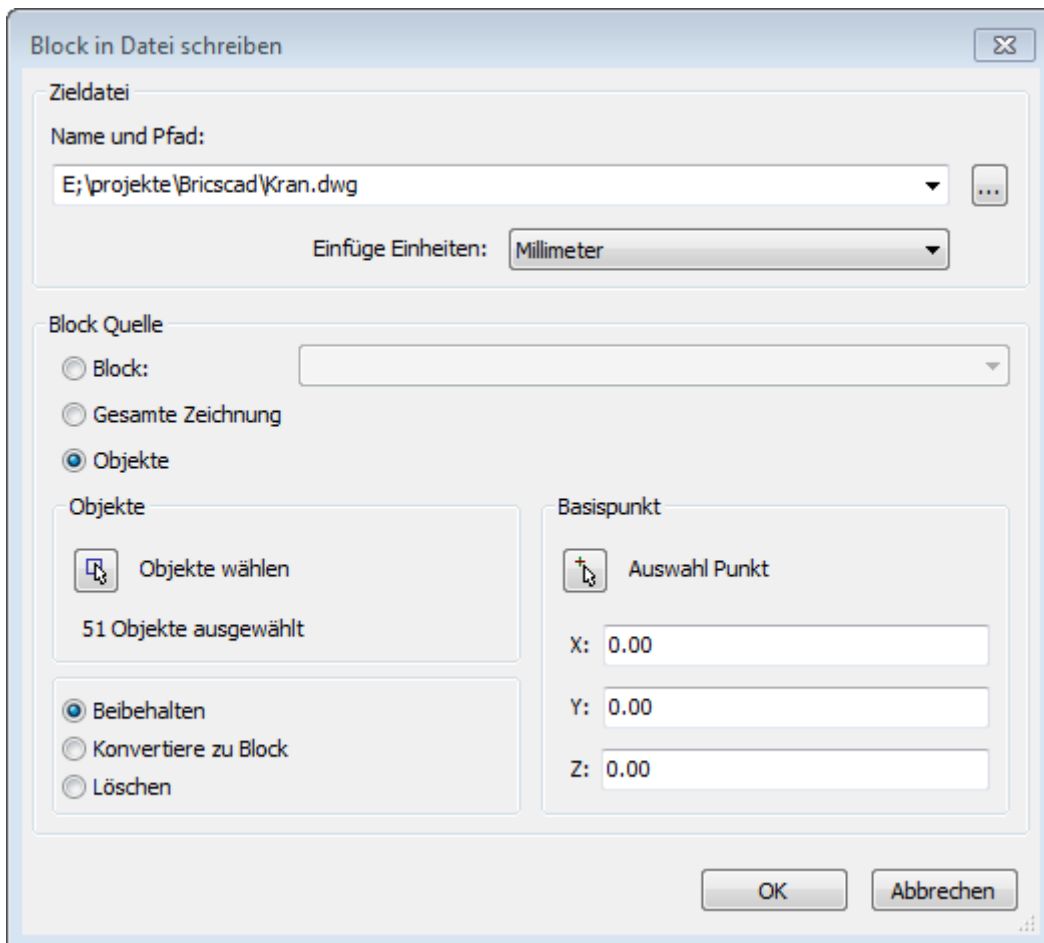 Block in Datei schreiben
Zieldatei
Name und Pfad:
E;\projekte\Bricscad\Kran.dwg
...
Einfüge Einheiten: Millimeter
Block Quelle
Block:
Gesamte Zeichnung
Objekte
Objekte
Objekte wählen
51 Objekte ausgewählt
Beibehalten
Konvertiere zu Block
Löschen
Basispunkt
Auswahl Punkt
X: 0.00
Y: 0.00
Z: 0.00
OK Abbrechen